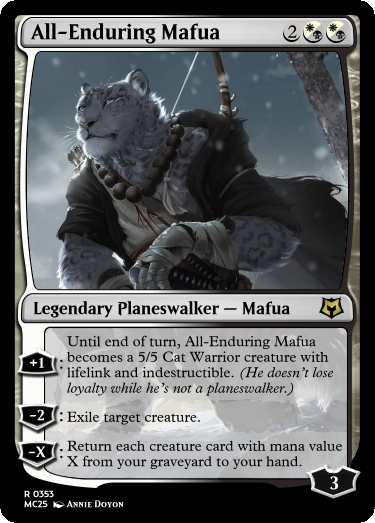 All-Enduring Mafua 2
Legendary Planeswalker — Mafua
+1: Until end of turn, All-Enduring Mafua
becomes a 5/5 Cat Warrior creature with
lifelink and indestructible. (He doesn't lose
loyalty while he's not a planeswalker.)
-2: Exile target creature.
-X: Return each creature card with mana value
X from your graveyard to your hand.
3
R 0353
MC25 Annie Doyon